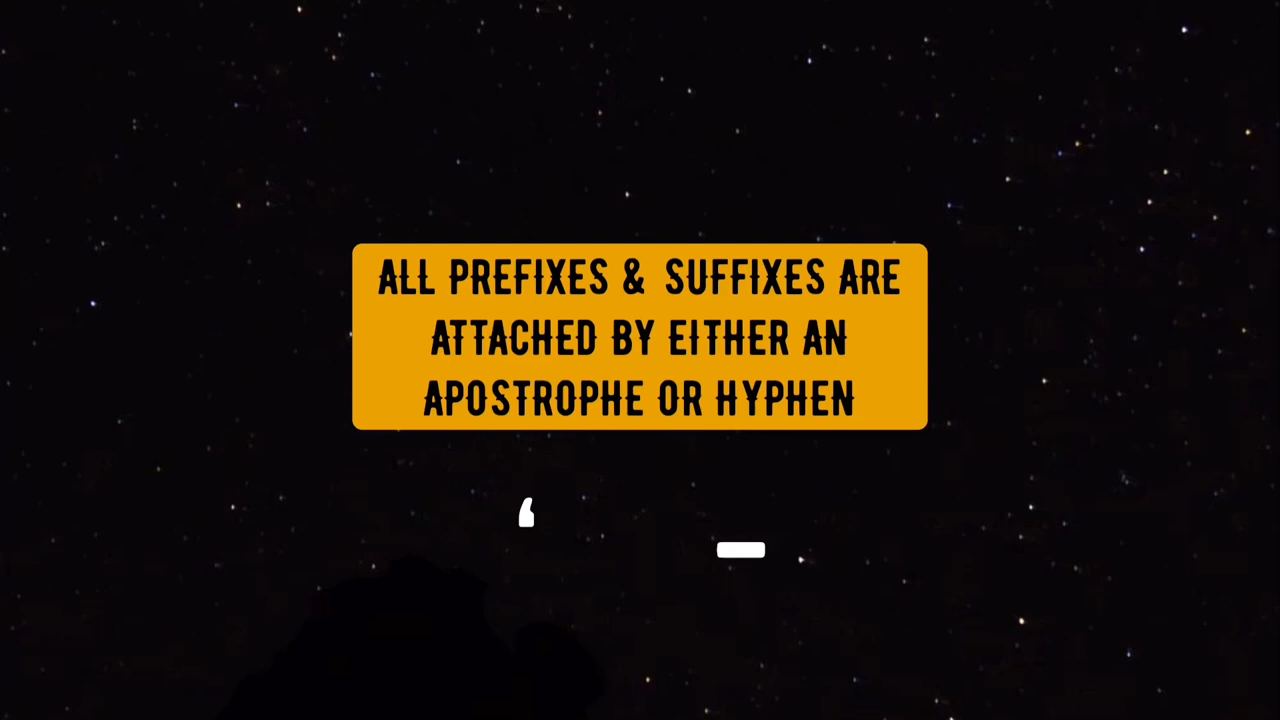 ALL PREFIXES & SUFFIXES ARE
ATTACHED BY EITHER AN
APOSTROPHE OR HYPHEN
‘ -